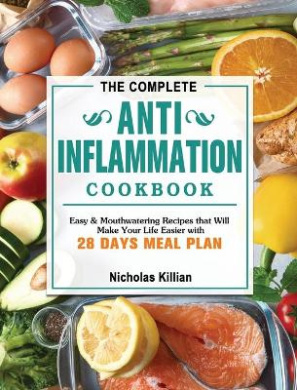 THE COMPLETE
ANTI
INFLAMMATION
COOKBOOK
Easy & Mouthwatering Recipes that Will
Make Your Life Easier with
28 DAYS MEAL PLAN
Nicholas Killian